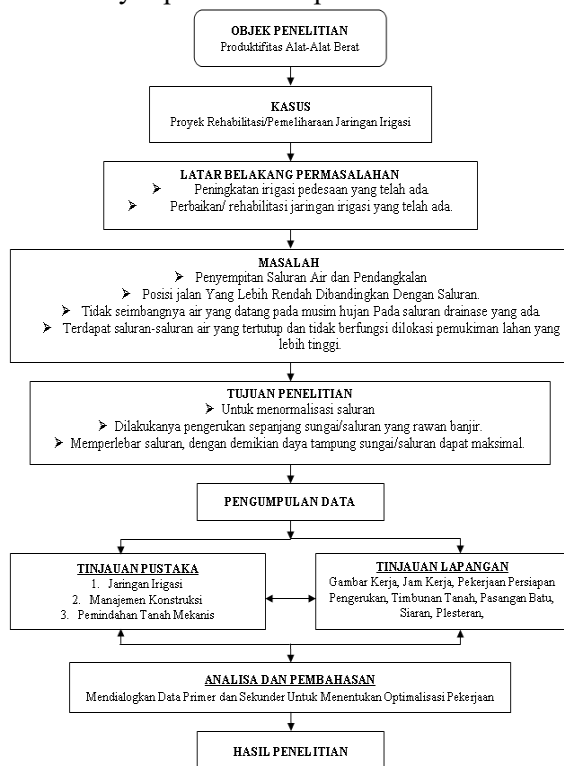 OBJEK PENELITIAN
Produktifitas Alat-Alat Berat
KASUS
Proyek Rehabilitasi/Pemeliharaan Jaringan Irigasi
LATAR BELAKANG PERMASALAHAN
➢ Peningkatan irigasi pedesaan yang telah ada.
➢ Perbaikan/ rehabilitasi jaringan irigasi yang telah ada.
MASALAH
➢ Penyempitan Saluran Air dan Pendangkalan
➢ Posisi jalan Yang Lebih Rendah Dibandingkan Dengan Saluran.
➢ Tidak seimbangnya air yang datang pada musim hujan Pada saluran drainase yang ada.
➢ Terdapat saluran-saluran air yang tertutup dan tidak berfungsi dilokasi pemukiman lahan yang
lebih tinggi.
TUJUAN PENELITIAN
➢ Untuk menormalisasi saluran
➢ Dilakukanya pengerukan sepanjang sungai/saluran yang rawan banjir.
➢ Memperlebar saluran, dengan demikian daya tampung sungai/saluran dapat maksimal.
PENGUMPULAN DATA
TINJAUAN PUSTAKA
1. Jaringan Irigasi
2. Manajemen Konstruksi
3. Pemindahan Tanah Mekanis
TINJAUAN LAPANGAN
Gambar Kerja, Jam Kerja, Pekerjaan Persiapan
Pengerukan, Timbunan Tanah, Pasangan Batu,
Siaran, Plesteran,
ANALISA DAN PEMBAHASAN
Mendialogkan Data Primer dan Sekunder Untuk Menentukan Optimalisasi Pekerjaan
HASIL PENELITIAN